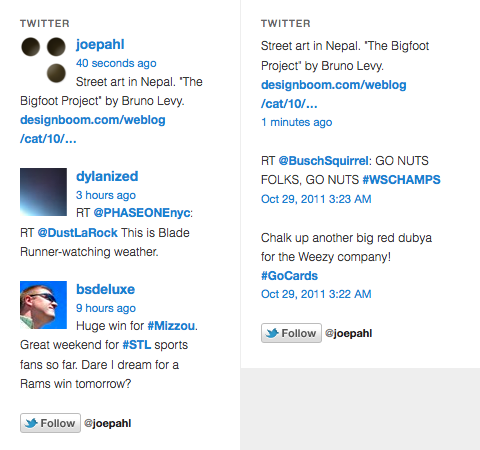 TWITTER
joepahl
40 seconds ago
Street art in Nepal. "The
Bigfoot Project" by Bruno Levy.
designboom.com/weblog
/cat/10/…
dylanized
3 hours ago
RT @PHASEONEnyc:
RT @DustLaRock This is Blade
Runner-watching weather.
bsdeluxe
9 hours ago
Huge win for #Mizzou.
Great weekend for #STL sports
fans so far. Dare I dream for a
Rams win tomorrow?
Follow @joepahl
TWITTER
Street art in Nepal. "The Bigfoot
Project" by Bruno Levy.
designboom.com/weblog
/cat/10/…
1 minutes ago
RT @BuschSquirrel: GO NUTS
FOLKS, GO NUTS #WSCHAMPS
Oct 29, 2011 3:23 AM
Chalk up another big red dubya
for the Weezy company!
#GoCards
Oct 29, 2011 3:22 AM
Follow @joepahl